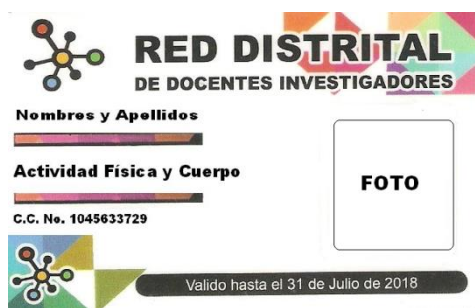 RED DISTRITAL
DE DOCENTES INVESTIGADORES
Nombres y Apellidos
Actividad Física y Cuerpo
FOTO
C.C. No. 1045633729
Valido hasta el 31 de Julio de 2018